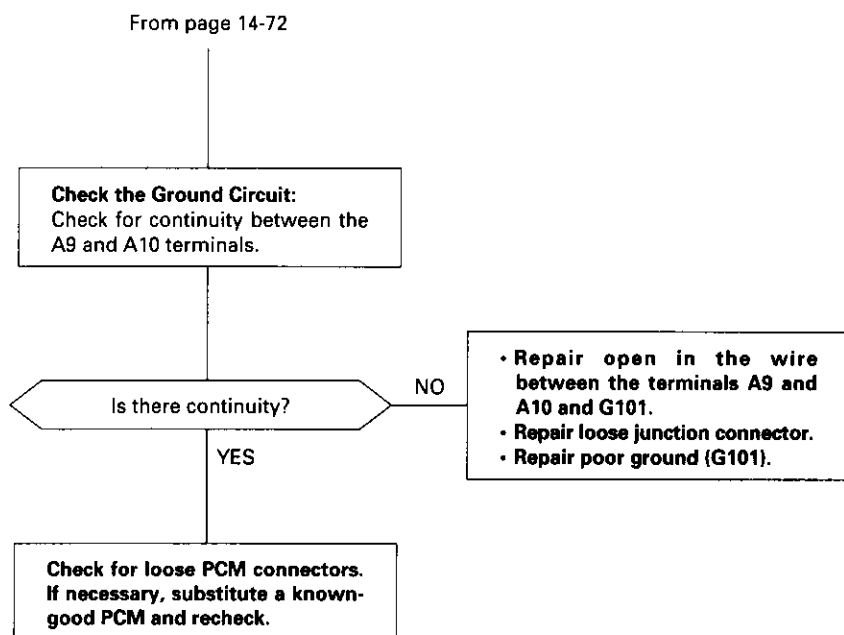 From page 14-72
Check the Ground Circuit:
Check for continuity between the
A9 and A10 terminals.
Is there continuity?
NO
• Repair open in the wire
between the terminals A9 and
A10 and G101.
• Repair loose junction connector.
• Repair poor ground (G101).
YES
Check for loose PCM connectors.
If necessary, substitute a known-
good PCM and recheck.